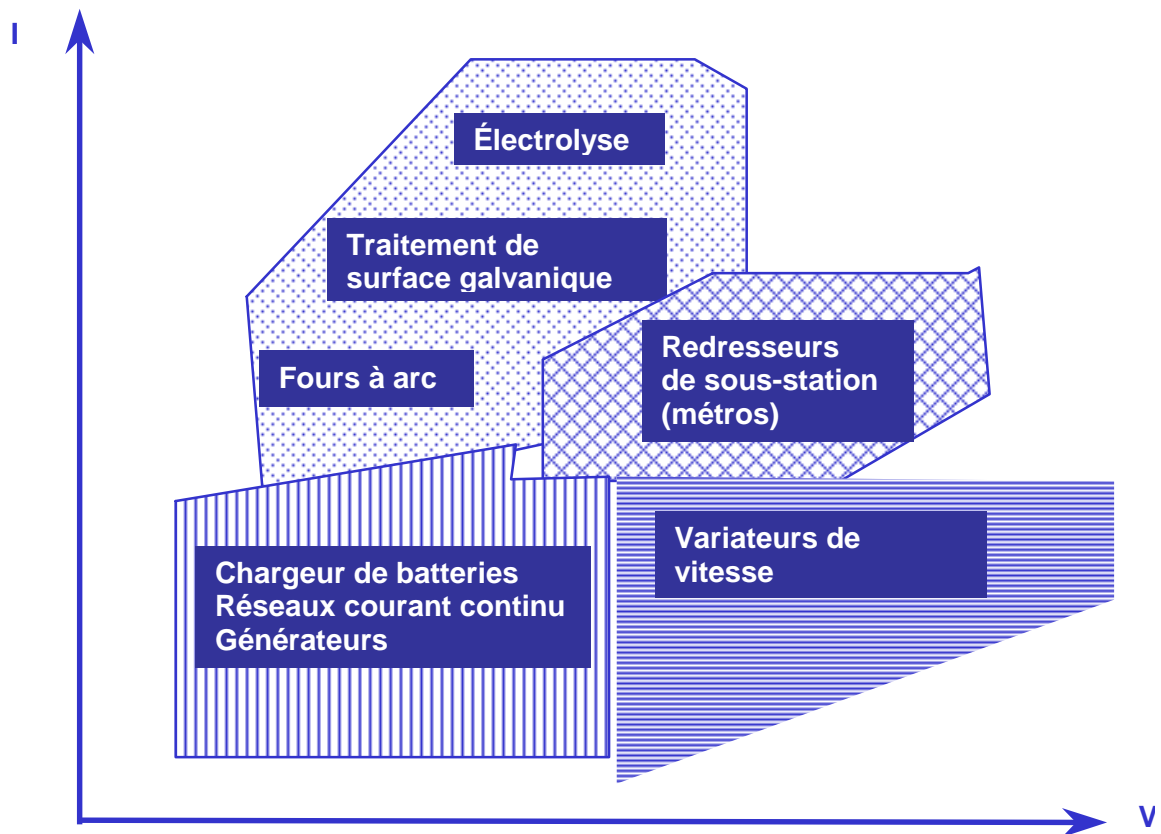 I
Électrolyse
Traitement de
surface galvanique
Fours à arc
Redresseurs
de sous-station
(métros)
Chargeur de batteries
Réseaux courant continu
Générateurs
Variateurs de
vitesse
V